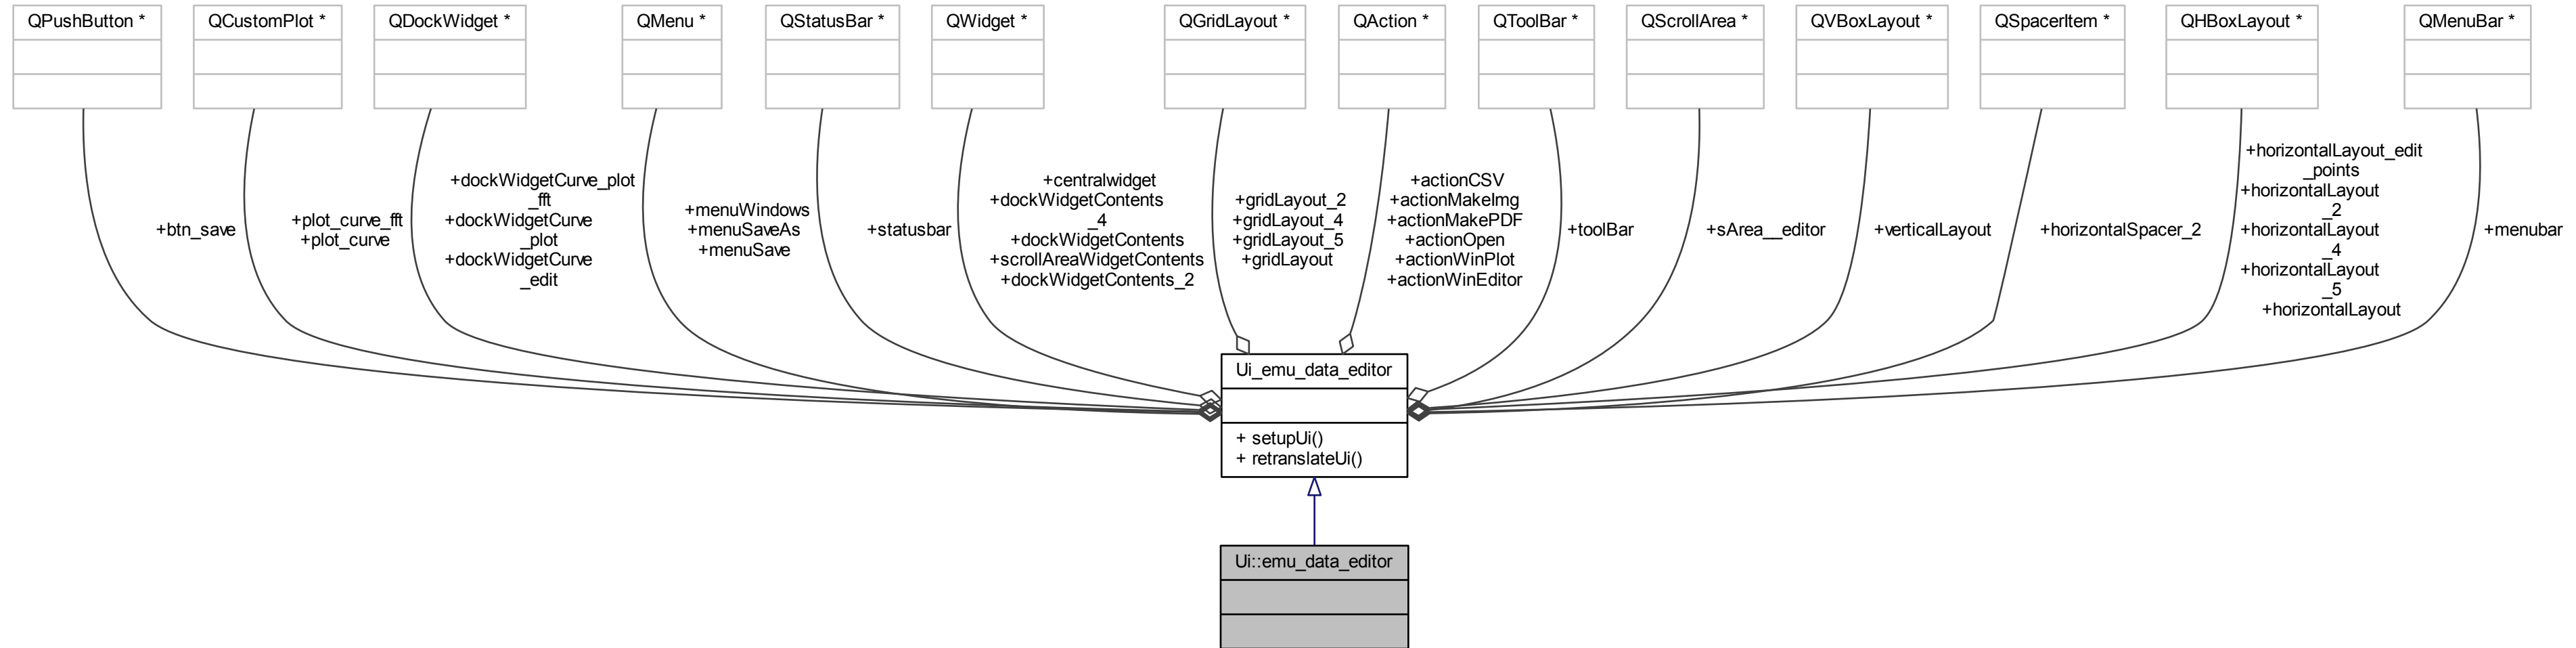 QPushButton *
QCustomPlot *
QDockWidget *
QMenu *
QStatusBar *
QWidget *
QGridLayout *
QAction *
QToolBar *
QScrollArea *
QVBoxLayout *
QSpacerItem *
QHBoxLayout *
QMenuBar *
+btn_save
+plot_curve_fft
+plot_curve
+dockWidgetCurve_plot
_fft
+dockWidgetCurve
_plot
+dockWidgetCurve
_edit
+menuWindows
+menuSaveAs
+menuSave
+statusbar
+centralwidget
+dockWidgetContents
_4
+dockWidgetContents
+scrollAreaWidgetContents
+dockWidgetContents_2
+gridLayout_2
+gridLayout_4
+gridLayout_5
+gridLayout
+actionCSV
+actionMakeImg
+actionMakePDF
+actionOpen
+actionWinPlot
+actionWinEditor
+toolBar
+sArea__editor
+verticalLayout
+horizontalSpacer_2
+horizontalLayout_edit
_points
+horizontalLayout
_2
+horizontalLayout
_4
+horizontalLayout
_5
+horizontalLayout
+menubar
Ui_emu_data_editor
+ setupUi()
+ retranslateUi()
Ui::emu_data_editor